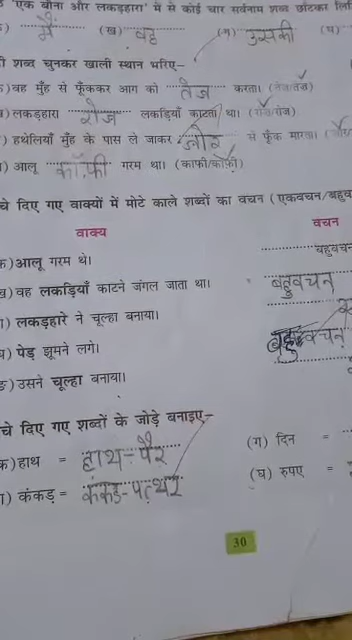 'एक बौना और लकड़हारा' में से कोई चार सर्वनाम शब्द छाँटकर
मैं (ख) वह (ग) उसकी
शब्द चुनकर खाली स्थान भरिए–
वह मुँह से फूँककर आग को तेज करता।
लकड़हारा रोज लकड़ियाँ काटता था। (राज/रोज)
हथेलियाँ मुँह के पास ले जाकर जोर से फूँक मारता।
) आलू कॉफी गरम था। (काफी/कॉफी)
दिए गए वाक्यों में मोटे काले शब्दों का वचन (एकवचन/
वाक्य वचन
) आलू गरम थे। बहुवचन
) वह लकड़ियाँ काटने जंगल जाता था। बहुवचन
) लकड़हारे ने चूल्हा बनाया।
) पेड़ झूमने लगे। बहुवचन
) उसने चूल्हा बनाया।
दिए गए शब्दों के जोड़े बनाइए–
) हाथ = हाथ-पैर (ग) दिन =
) कंकड़ = कंकड-पत्थर (घ) रुपए =
30